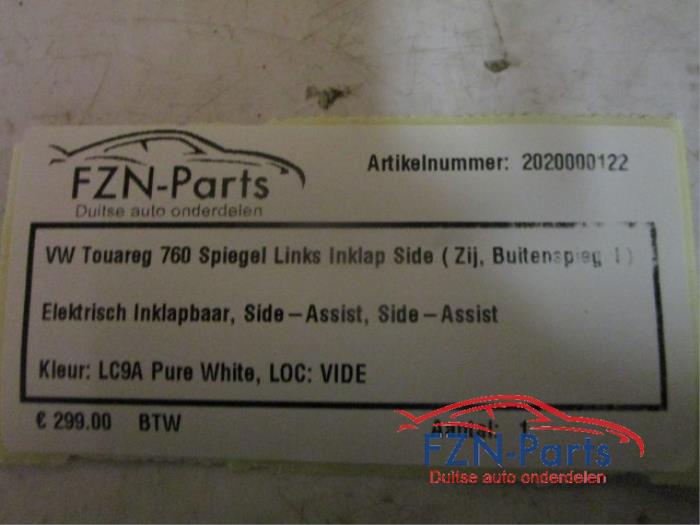 FZN-Parts
Duitse auto onderdelen
Artikelnummer: 2020000122
VW Touareg 760 Spiegel Links Inklap Side ( Zij, Buitenspieg l )
Elektrisch Inklapbaar, Side-Assist, Side-Assist
Kleur: LC9A Pure White, LOC: VIDE
€ 299.00 BTW
Aantal: 1
FZN-Parts
Duitse auto onderdelen